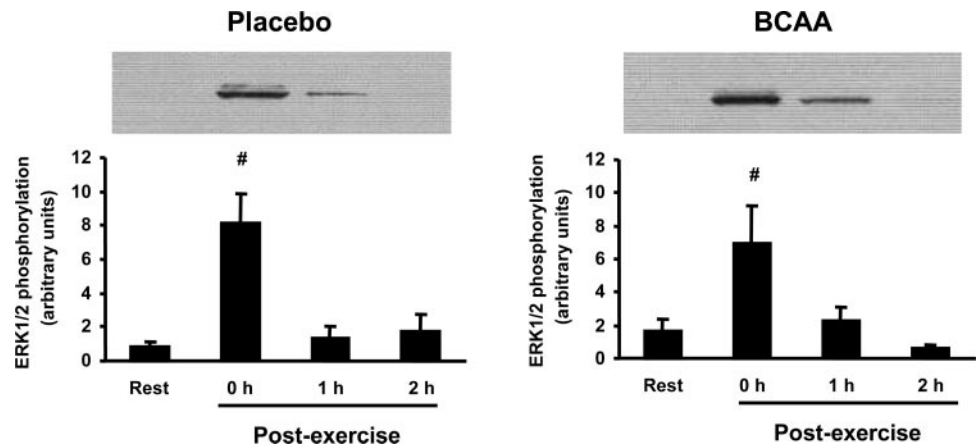 Placebo
ERK1/2 phosphorylation
(arbitrary units)
12
10
8
6
4
2
0
#
Rest
0 h
1 h
2 h
Post-exercise
BCAA
ERK1/2 phosphorylation
(arbitrary units)
12
10
8
6
4
2
0
#
Rest
0 h
1 h
2 h
Post-exercise